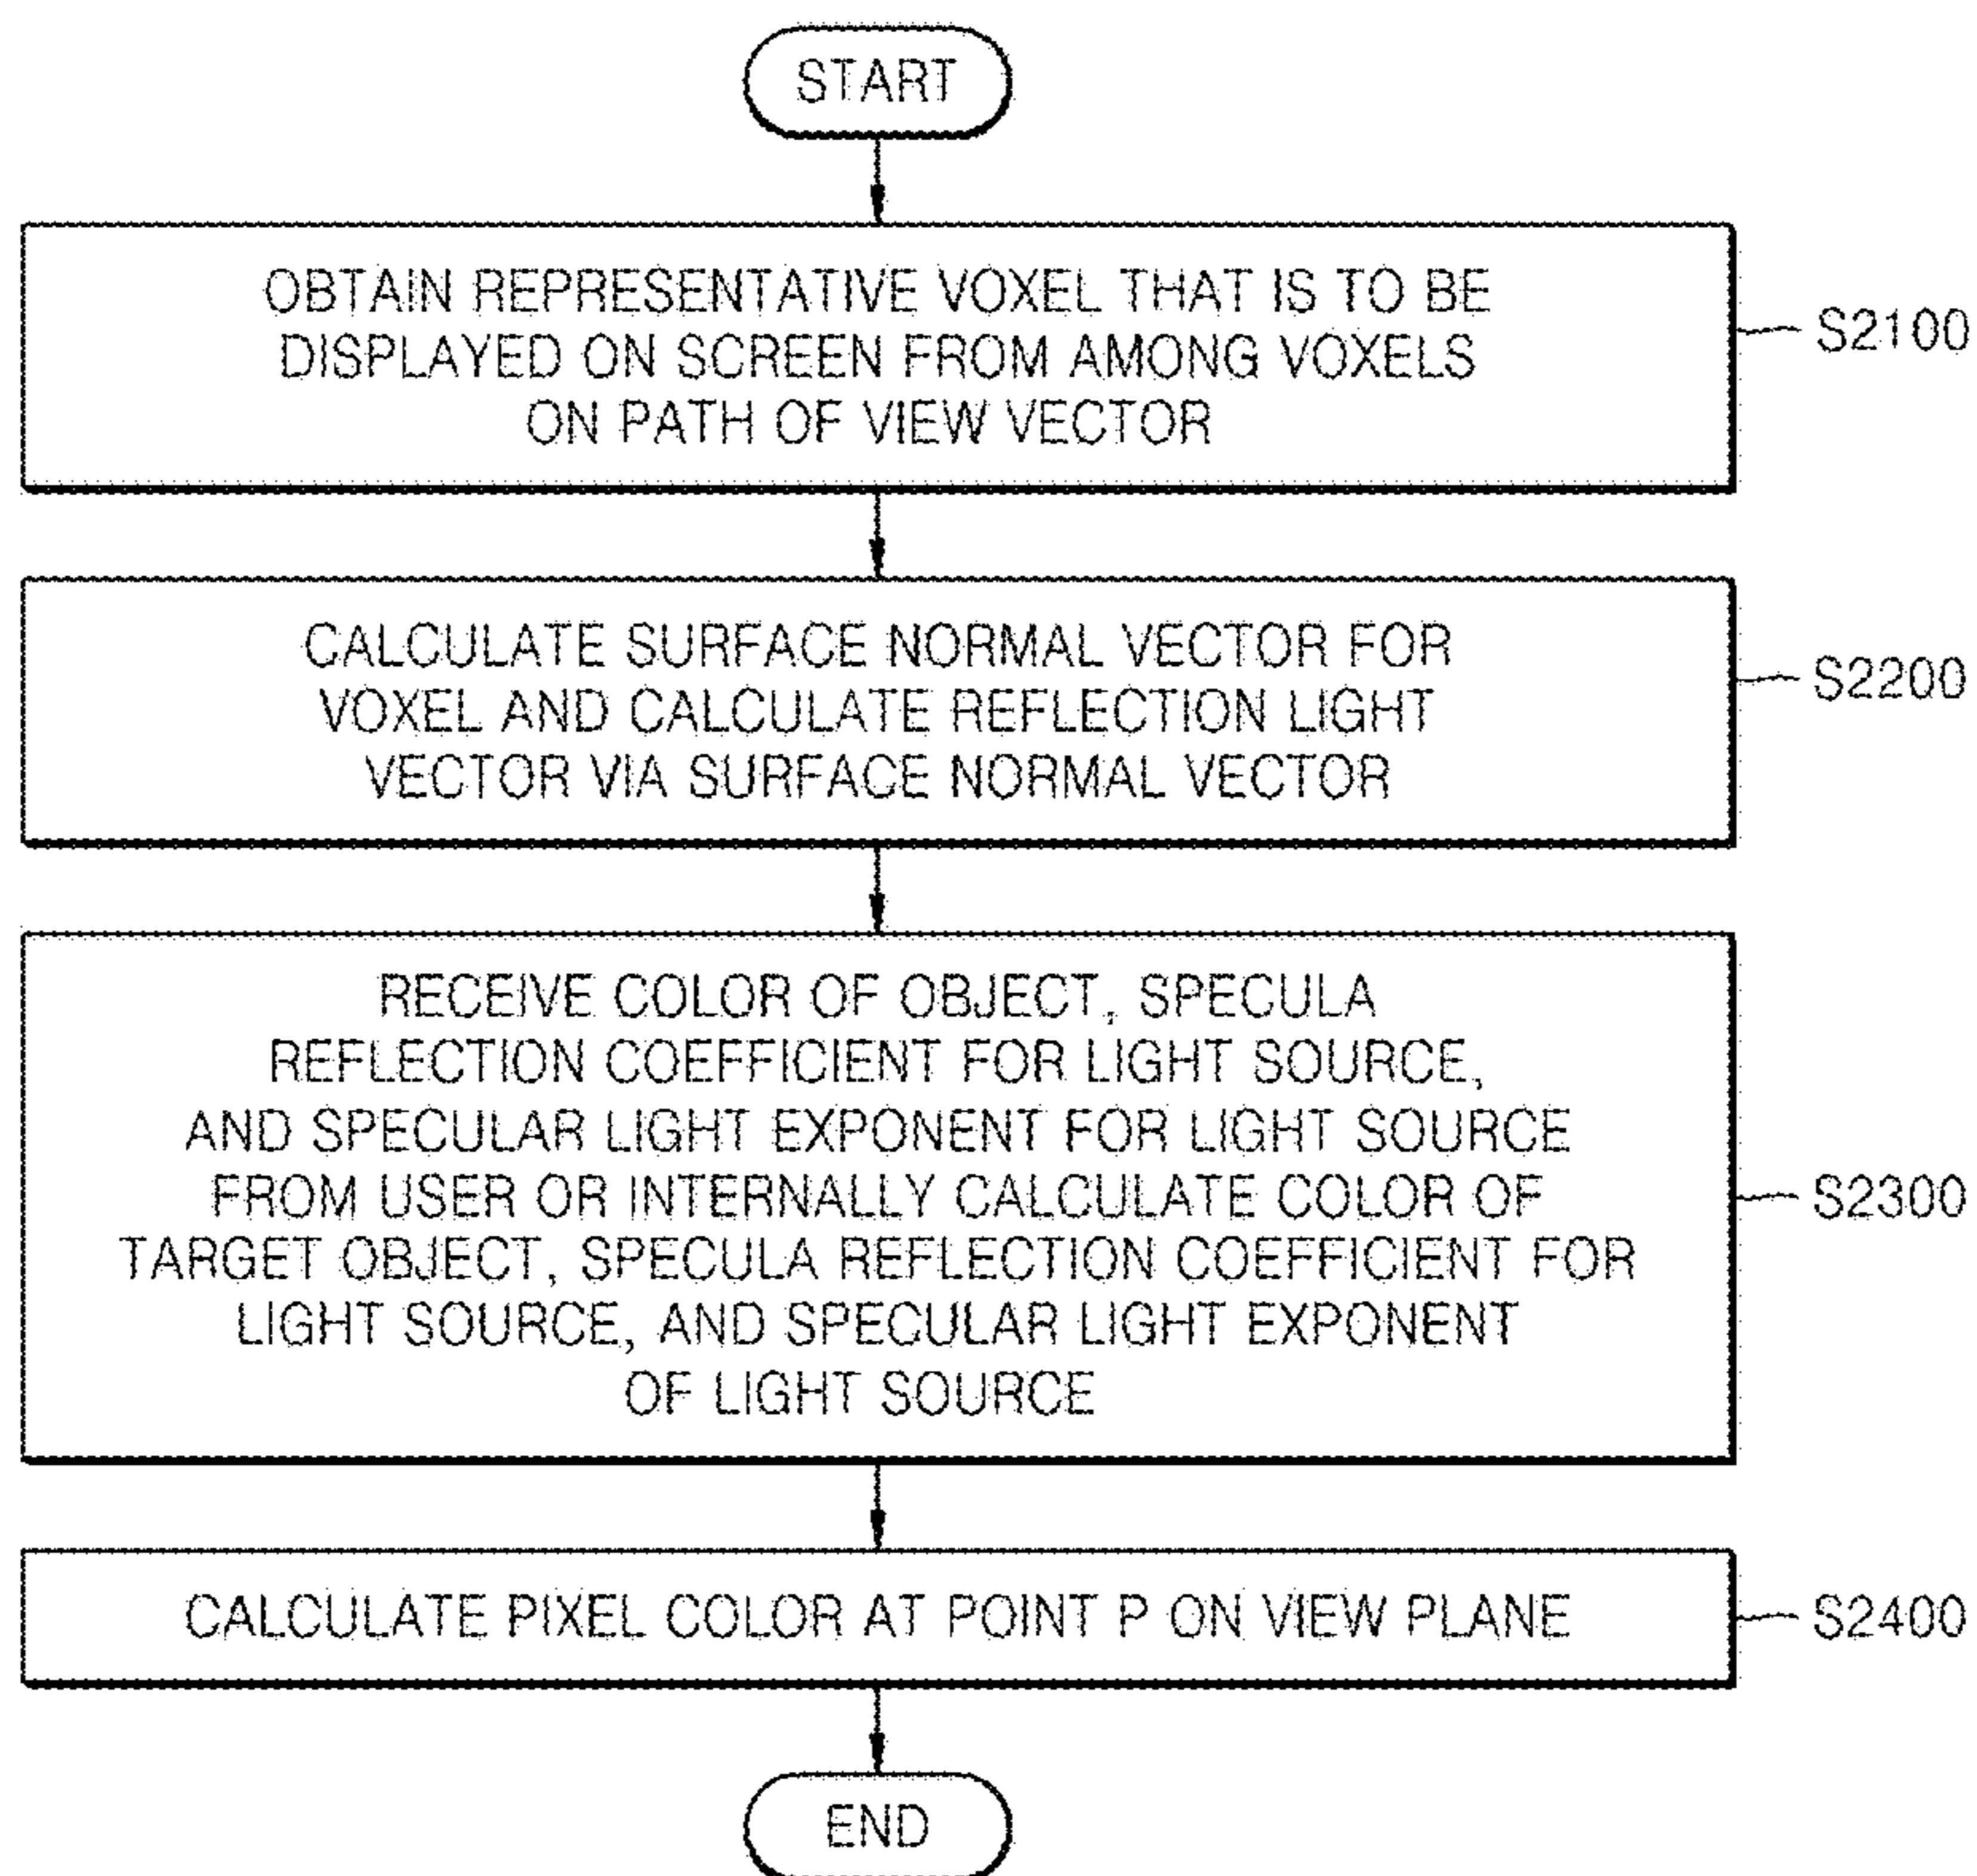 START
OBTAIN REPRESENTATIVE VOXEL THAT IS TO BE
DISPLAYED ON SCREEN FROM AMONG VOXELS
ON PATH OF VIEW VECTOR
S2100
CALCULATE SURFACE NORMAL VECTOR FOR
VOXEL AND CALCULATE REFLECTION LIGHT
VECTOR VIA SURFACE NORMAL VECTOR
S2200
RECEIVE COLOR OF OBJECT, SPECULA
REFLECTION COEFFICIENT FOR LIGHT SOURCE,
AND SPECULAR LIGHT EXPONENT FOR LIGHT SOURCE
FROM USER OR INTERNALLY CALCULATE COLOR OF
TARGET OBJECT, SPECULA REFLECTION COEFFICIENT FOR
LIGHT SOURCE, AND SPECULAR LIGHT EXPONENT
OF LIGHT SOURCE
S2300
CALCULATE PIXEL COLOR AT POINT P ON VIEW PLANE
S2400
END